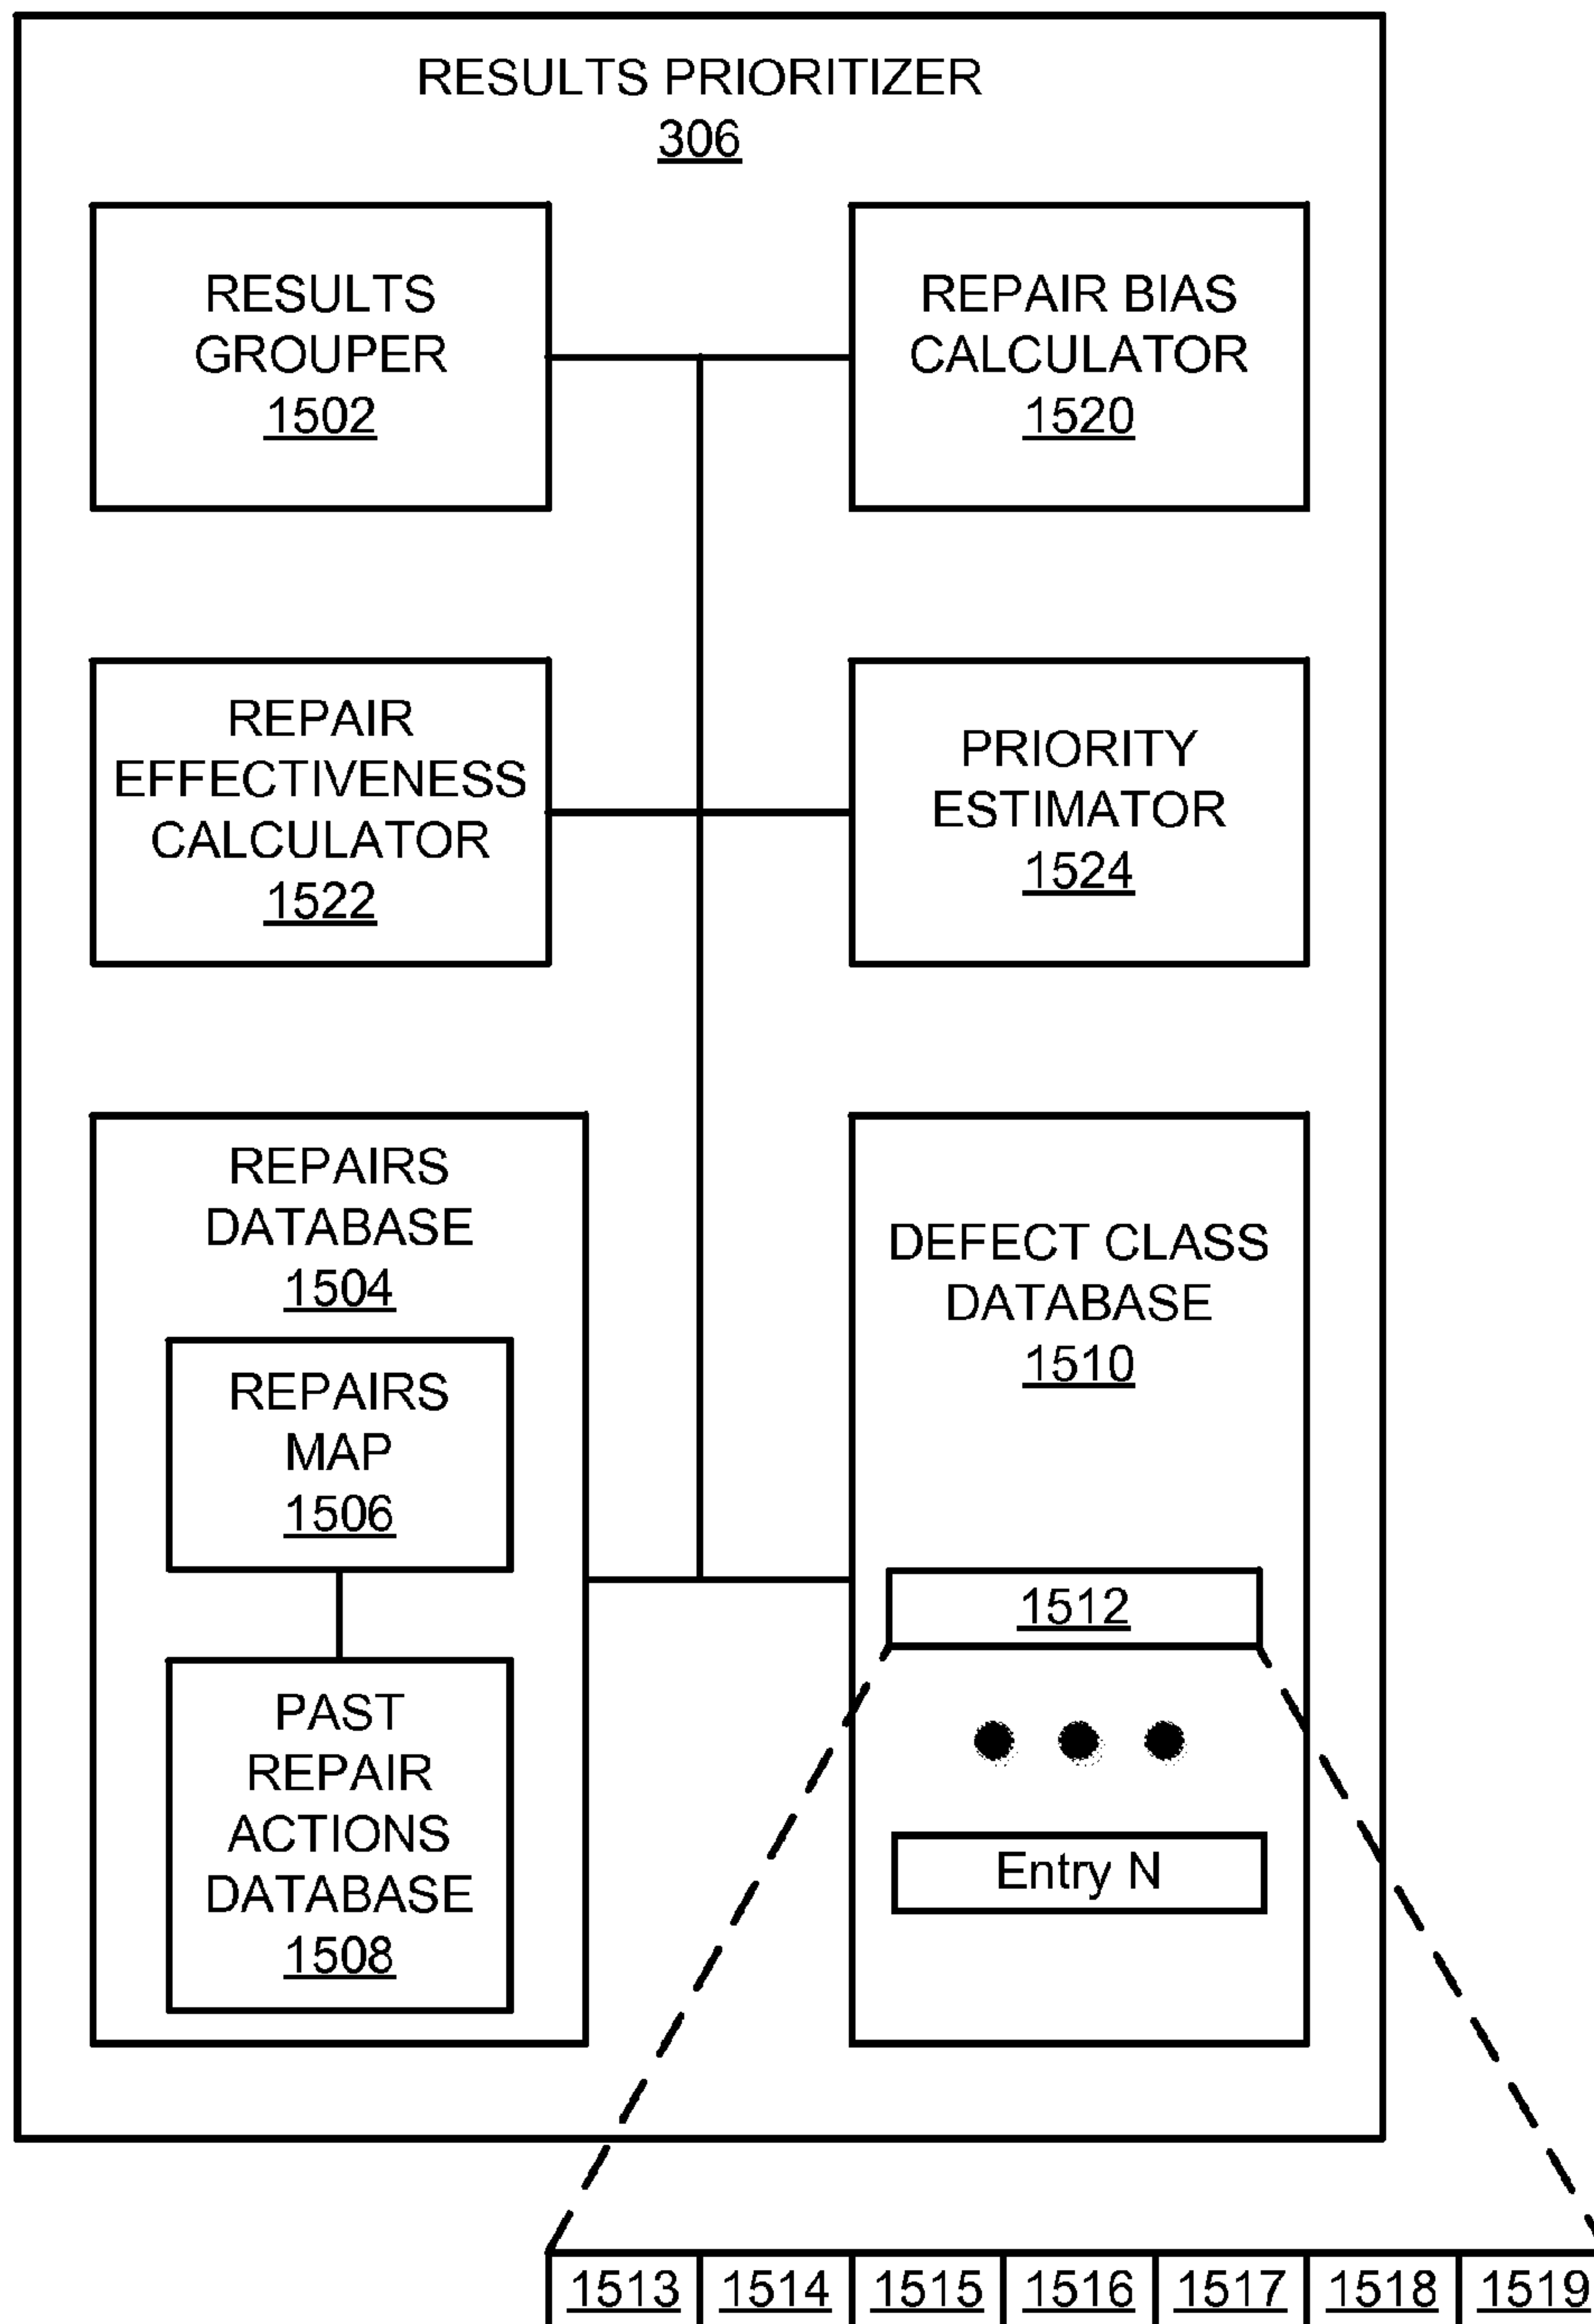 RESULTS PRIORITIZER
306
RESULTS
GROUPER
1502
REPAIR BIAS
CALCULATOR
1520
REPAIR
EFFECTIVENESS
CALCULATOR
1522
PRIORITY
ESTIMATOR
1524
REPAIRS
DATABASE
1504
REPAIRS
MAP
1506
PAST
REPAIR
ACTIONS
DATABASE
1508
DEFECT CLASS
DATABASE
1510
1512
Entry N
1513 1514 1515 1516 1517 1518 1519